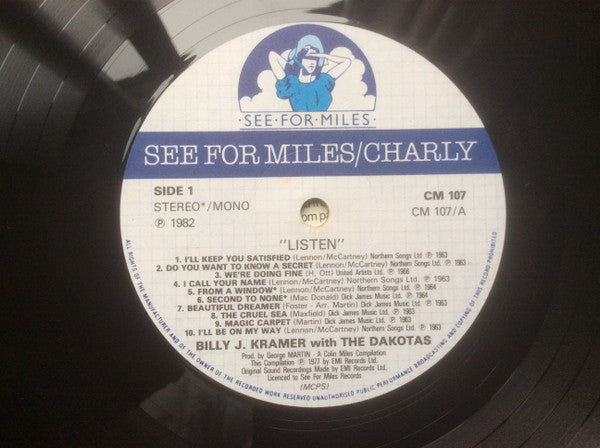 ·SEE·FOR·MILES·
SEE FOR MILES/CHARLY
SIDE 1
STEREO*/MONO
℗ 1982
CM 107
CM 107/A
"LISTEN"
1. I'LL KEEP YOU SATISFIED (Lennon/McCartney) Northern Songs Ltd ℗ 1963
2. DO YOU WANT TO KNOW A SECRET (Lennon/McCartney) Northern Songs Ltd. ℗ 1963
3. WE'RE DOING FINE (H. Ott) United Artists Ltd. ℗ 1966
4. I CALL YOUR NAME (Lennon/McCartney) Northern Songs Ltd ℗ 1963
5. FROM A WINDOW* (Lennon/McCartney) Northern Songs Ltd. ℗ 1964
6. SECOND TO NONE* (Mac Donald) Dick James Music Ltd. ℗ 1964
7. BEAUTIFUL DREAMER (Foster - Arr. Martin) Dick James Music Ltd. ℗ 1963
8. THE CRUEL SEA (Maxfield) Dick James Music Ltd. ℗ 1963
9. MAGIC CARPET (Martin) Dick James Music Ltd. ℗ 1963
10. I'LL BE ON MY WAY (Lennon/McCartney) Northern Songs Ltd. ℗ 1963
BILLY J. KRAMER with THE DAKOTAS
Prod. by George MARTIN - A Colin Miles Compilation
This Compilation ℗ 1977 by EMI Records Ltd.
Original Sound Recordings Made by EMI Records Ltd.
Licenced to See For Miles Records
(MCPS)
ALL RIGHTS OF THE MANUFACTURER AND OF THE OWNER OF THE RECORDED WORK RESERVED UNAUTHORISED PUBLIC PERFORMANCE BROADCASTING AND COPYING OF THIS RECORD PROHIBITED